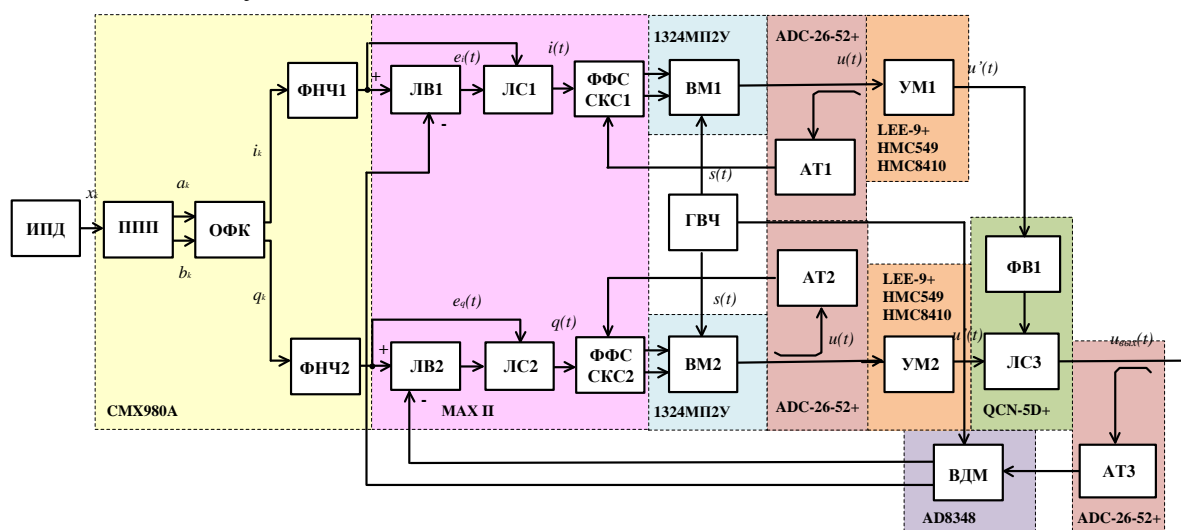 1324МП2У
ADC-26-52+
i(t)
eᵢ(t)
u(t)
u’(t)
ФНЧ1
+
ЛВ1
ЛС1
ФФС
СКС1
ВМ1
УМ1
-
LEE-9+
HMC549
HMC8410
iₖ
АТ1
s(t)
xₖ
aₖ
ИПД
ППП
ОФК
ГВЧ
bₖ
qₖ
АТ2
ФВ1
LEE-9+
HMC549
HMC8410
s(t)
e_q(t)
q(t)
u(t)
u’(t)
uвых(t)
ФНЧ2
+
ЛВ2
ЛС2
ФФС
СКС2
ВМ2
УМ2
ЛС3
-
CMX980A
MAX II
1324МП2У
ADC-26-52+
QCN-5D+
ВДМ
АТ3
AD8348
ADC-26-52+